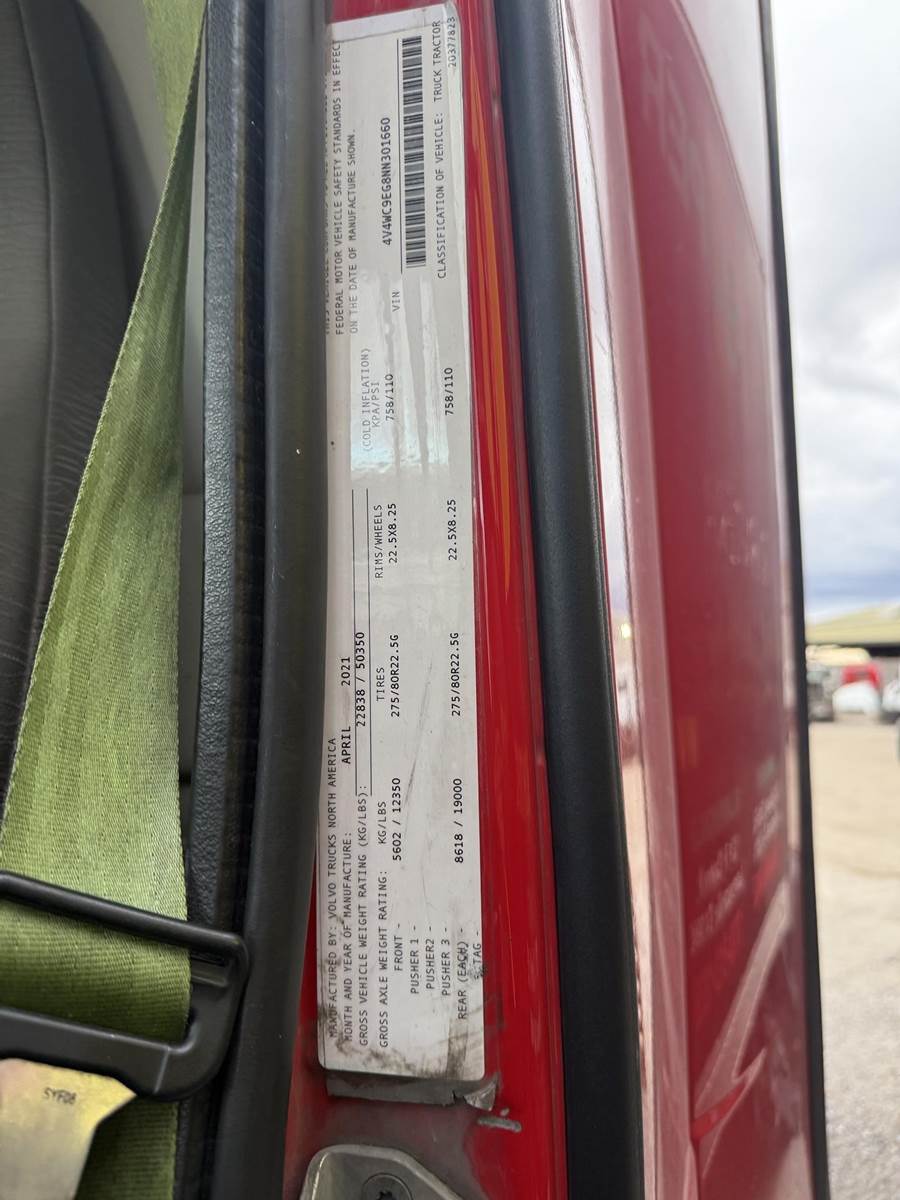 MANUFACTURED BY: VOLVO TRUCKS NORTH AMERICA
MONTH AND YEAR OF MANUFACTURE: APRIL 2021
GROSS VEHICLE WEIGHT RATING (KG/LBS): 22838 / 50350
GROSS AXLE WEIGHT RATING: KG/LBS TIRES RIMS/WHEELS (COLD INFLATION) KPA/PSI
FRONT - 5602 / 12350 275/80R22.5G 22.5X8.25 758/110
PUSHER 1 -
PUSHER2 -
PUSHER 3 -
REAR (EACH) - 8618 / 19000 275/80R22.5G 22.5X8.25 758/110
TAG -
FEDERAL MOTOR VEHICLE SAFETY STANDARDS IN EFFECT
ON THE DATE OF MANUFACTURE SHOWN.
VIN 4V4WC9EG8NN301660
CLASSIFICATION OF VEHICLE: TRUCK TRACTOR
20377823
SYF08